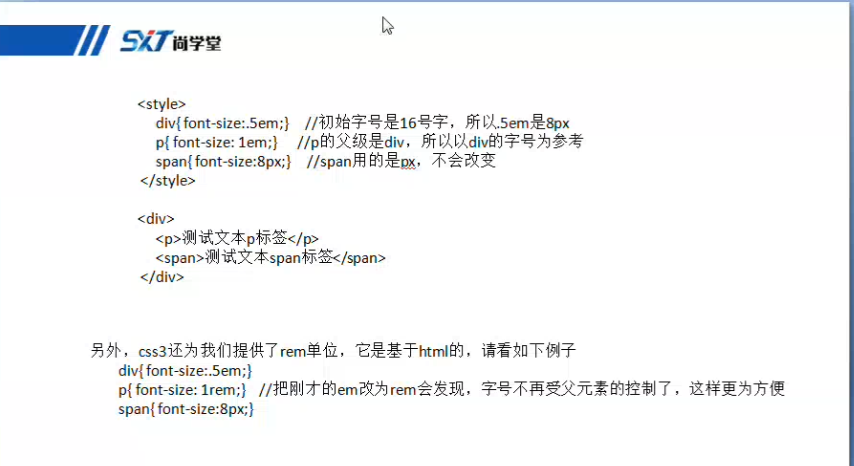 SXT尚学堂
<style>
div{ font-size:.5em;} //初始字号是16号字，所以.5em是8px
p{ font-size: 1em;} //p的父级是div，所以以div的字号为参考
span{ font-size:8px;} //span用的是px，不会改变
</style>
<div>
<p>测试文本p标签</p>
<span>测试文本span标签</span>
</div>
另外，css3还为我们提供了rem单位，它是基于html的，请看如下例子
div{ font-size:.5em;}
p{ font-size: 1rem;} //把刚才的em改为rem会发现，字号不再受父元素的控制了，这样更为方便
span{ font-size:8px;}